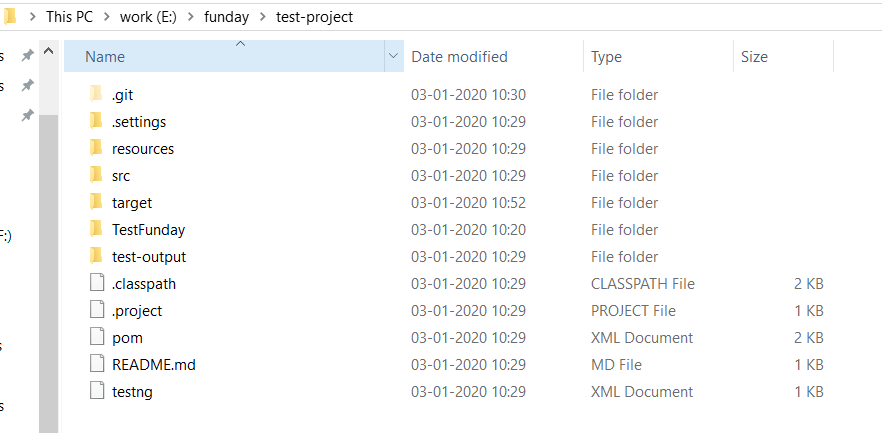 This PC > work (E:) > funday > test-project
Name Date modified Type Size
.git 03-01-2020 10:30 File folder
.settings 03-01-2020 10:29 File folder
resources 03-01-2020 10:29 File folder
src 03-01-2020 10:29 File folder
target 03-01-2020 10:52 File folder
TestFunday 03-01-2020 10:20 File folder
test-output 03-01-2020 10:29 File folder
.classpath 03-01-2020 10:29 CLASSPATH File 2 KB
.project 03-01-2020 10:29 PROJECT File 1 KB
pom 03-01-2020 10:29 XML Document 2 KB
README.md 03-01-2020 10:29 MD File 1 KB
testng 03-01-2020 10:29 XML Document 1 KB